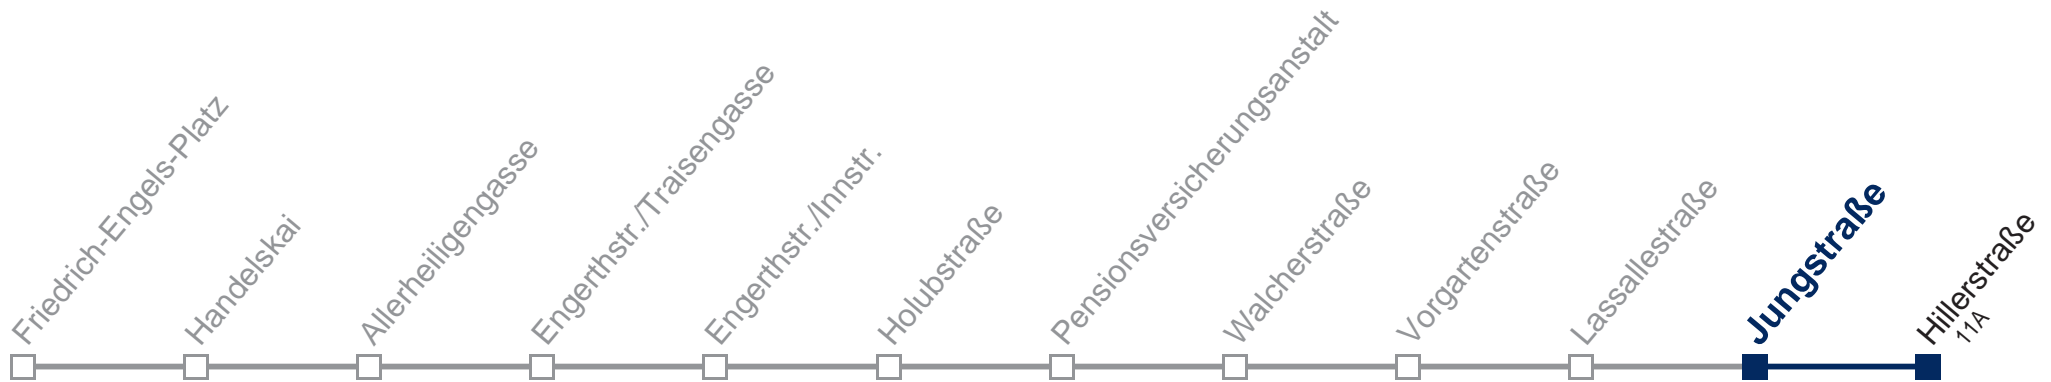 Friedrich-Engels-Platz
Handelskai
Allerheiligengasse
Engerthstr./Traisengasse
Engerthstr./Innstr.
Holubstraße
Pensionsversicherungsanstalt
Walcherstraße
Vorgartenstraße
Lassallestraße
Jungstraße
Hillerstraße
11A